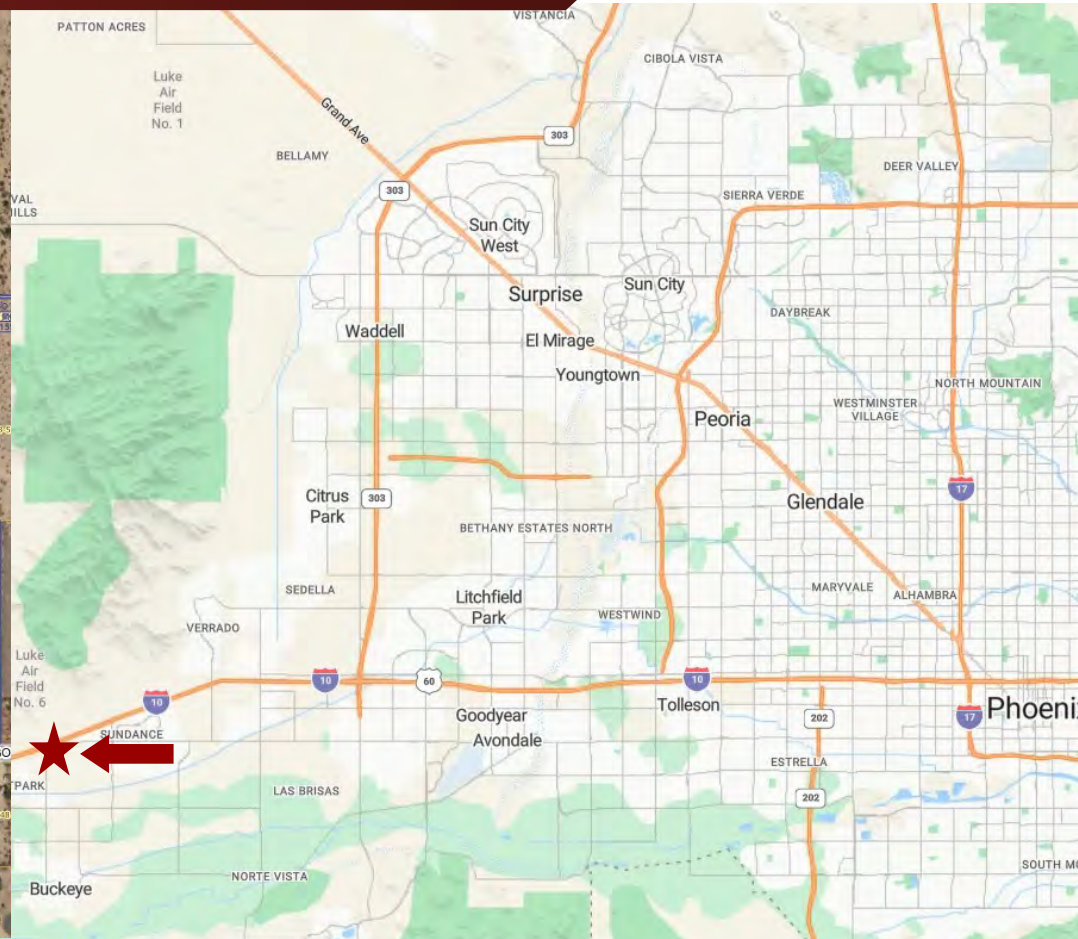 VISTANCIA
PATTON ACRES
CIBOLA VISTA
Luke
Air
Field
No. 1
Grand Ave
303
BELLAMY
DEER VALLEY
303
SIERRA VERDE
Sun City
West
Sun City
Surprise
DAYBREAK
Waddell
El Mirage
Youngtown
NORTH MOUNTAIN
WESTMINSTER
VILLAGE
Peoria
17
Citrus
Park
303
Glendale
BETHANY ESTATES NORTH
SEDELLA
MARYVALE
ALHAMBRA
Litchfield
Park
WESTWIND
VERRADO
Luke
Air
Field
No. 6
10
60
10
10
Tolleson
Goodyear
202
17
Phoeni
SUNDANCE
Avondale
ESTRELLA
PARK
LAS BRISAS
202
Buckeye
NORTE VISTA
SOUTH